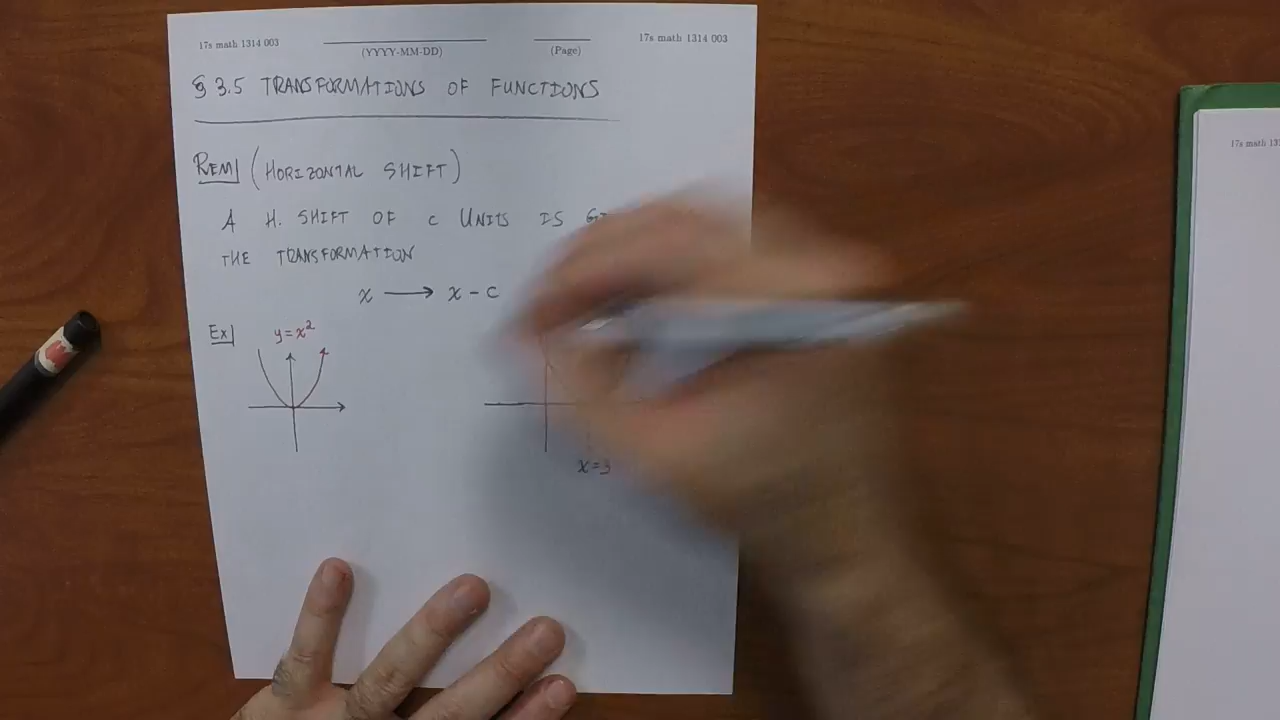 17s math 1314 003
(YYYY-MM-DD)
(Page)
17s math 1314 003
§ 3.5 TRANSFORMATIONS OF FUNCTIONS
REM (HORIZONTAL SHIFT)
A H. SHIFT OF c UNITS IS
THE TRANSFORMATION
x → x - c
Ex
y = x²
x = 3
17s math